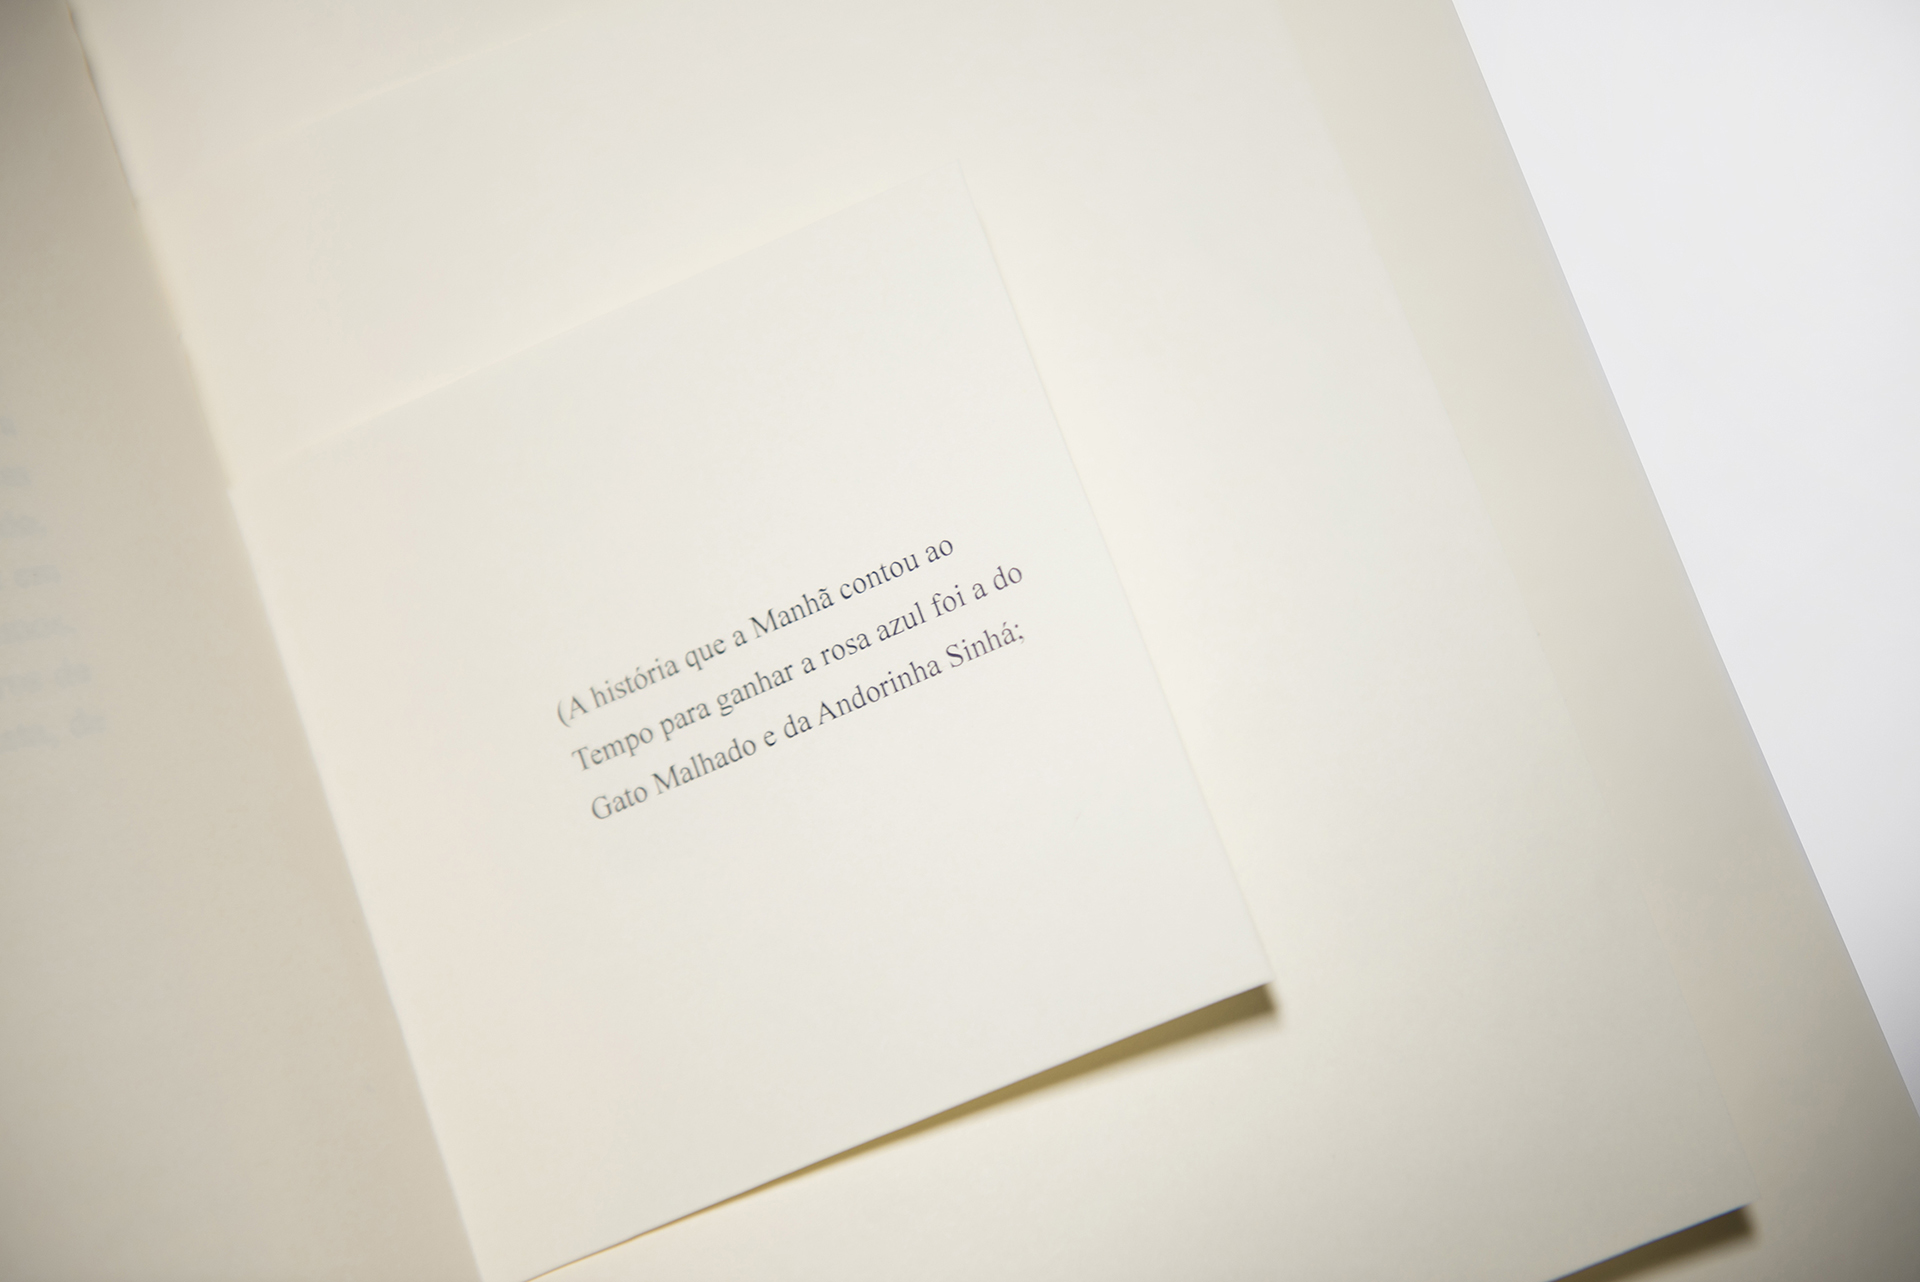 (A história que a Manhã contou ao
Tempo para ganhar a rosa azul foi a do
Gato Malhado e da Andorinha Sinhá;